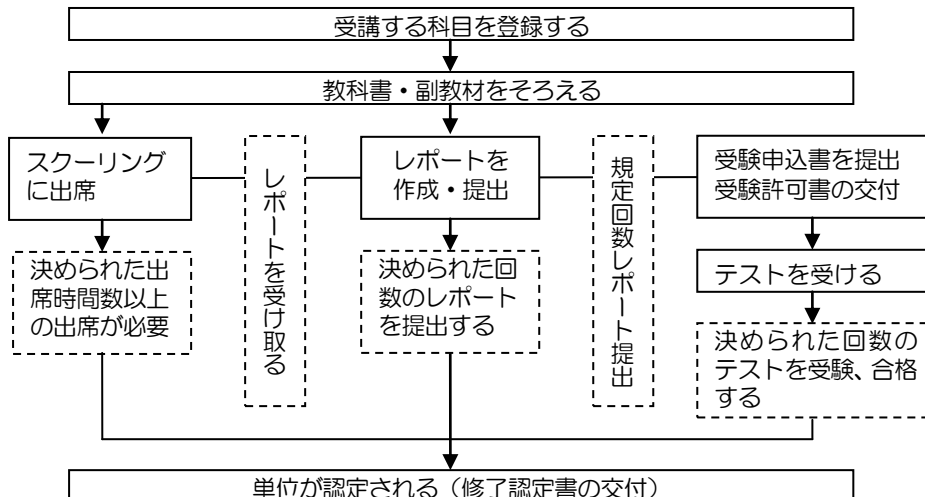 受講する科目を登録する
教科書・副教材をそろえる
スクーリング
に出席
レポートを受け取る
レポートを
作成・提出
規定回数レポート提出
受験申込書を提出
受験許可書の交付
決められた出
席時間数以上
の出席が必要
決められた回
数のレポート
を提出する
テストを受ける
決められた回数の
テストを受験、合格
する
単位が認定される（修了認定書の交付）